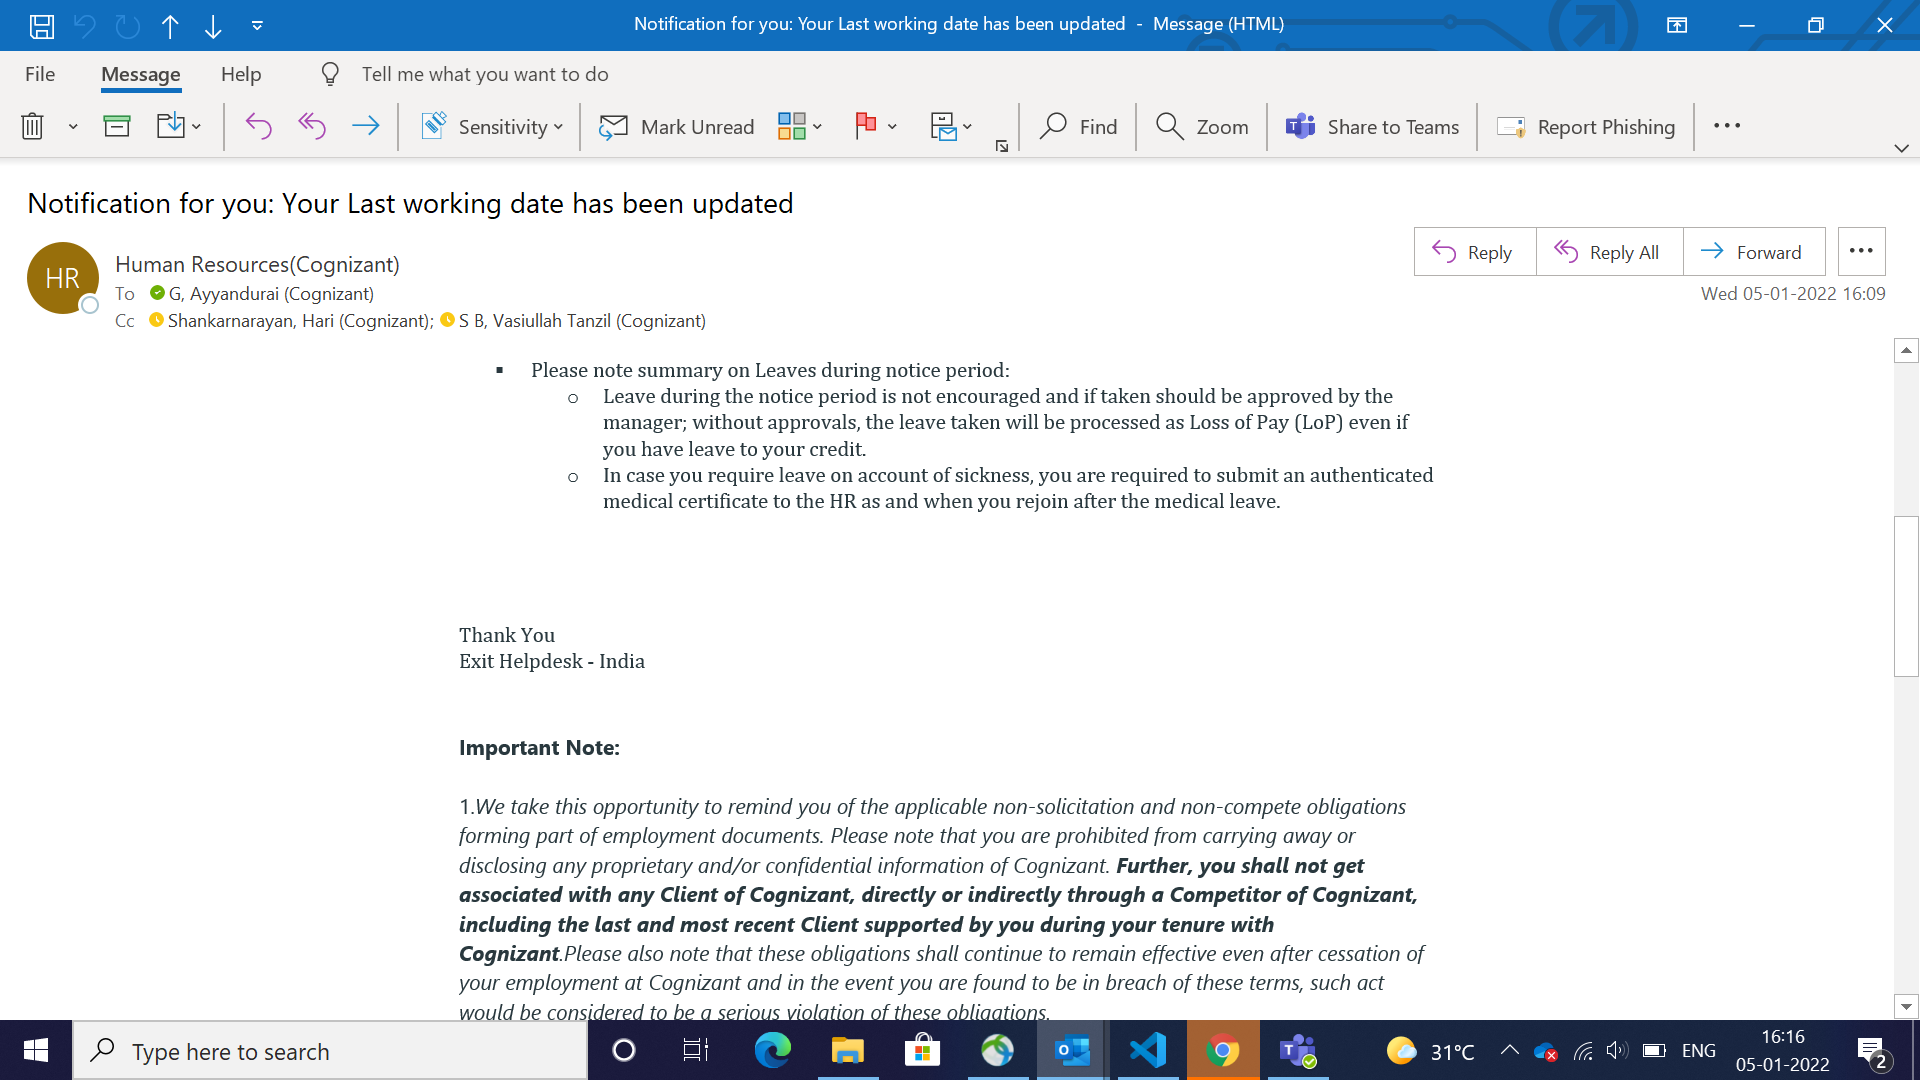 Notification for you: Your Last working date has been updated - Message (HTML)
File Message Help Tell me what you want to do
Sensitivity Mark Unread Find Zoom Share to Teams Report Phishing
Notification for you: Your Last working date has been updated
HR
Human Resources(Cognizant)
To G, Ayyandurai (Cognizant)
Cc Shankarnarayan, Hari (Cognizant); S B, Vasiullah Tanzil (Cognizant)
Reply Reply All Forward
Wed 05-01-2022 16:09
▪ Please note summary on Leaves during notice period:
o Leave during the notice period is not encouraged and if taken should be approved by the
manager; without approvals, the leave taken will be processed as Loss of Pay (LoP) even if
you have leave to your credit.
o In case you require leave on account of sickness, you are required to submit an authenticated
medical certificate to the HR as and when you rejoin after the medical leave.
Thank You
Exit Helpdesk - India
Important Note:
1.We take this opportunity to remind you of the applicable non-solicitation and non-compete obligations
forming part of employment documents. Please note that you are prohibited from carrying away or
disclosing any proprietary and/or confidential information of Cognizant. Further, you shall not get
associated with any Client of Cognizant, directly or indirectly through a Competitor of Cognizant,
including the last and most recent Client supported by you during your tenure with
Cognizant.Please also note that these obligations shall continue to remain effective even after cessation of
your employment at Cognizant and in the event you are found to be in breach of these terms, such act
would be considered to be a serious violation of these obligations.
Type here to search
31°C ENG
16:16
05-01-2022
2